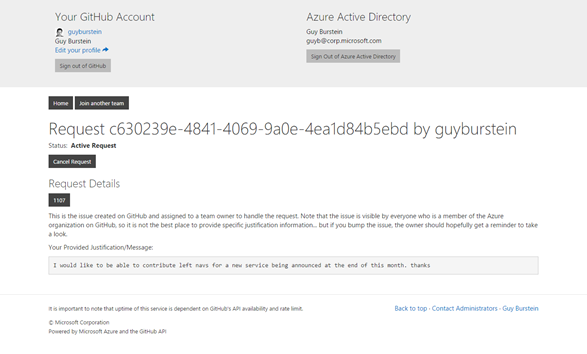 Your GitHub Account
Azure Active Directory
guyburstein
Guy Burstein
Guy Burstein
guyb@corp.microsoft.com
Edit your profile
Sign out of GitHub
Sign Out of Azure Active Directory
Home
Join another team
Request c630239e-4841-4069-9a0e-4ea1d84b5ebd by guyburstein
Status: Active Request
Cancel Request
Request Details
1107
This is the issue created on GitHub and assigned to a team owner to handle the request. Note that the issue is visible by everyone who is a member of the Azure
organization on GitHub, so it is not the best place to provide specific justification information... but if you bump the issue, the owner should hopefully get a reminder to take
a look.
Your Provided Justification/Message:
I would like to be able to contribute left navs for a new service being announced at the end of this month. thanks
It is important to note that uptime of this service is dependent on GitHub's API availability and rate limit.
Back to top · Contact Administrators · Guy Burstein
© Microsoft Corporation
Powered by Microsoft Azure and the GitHub API